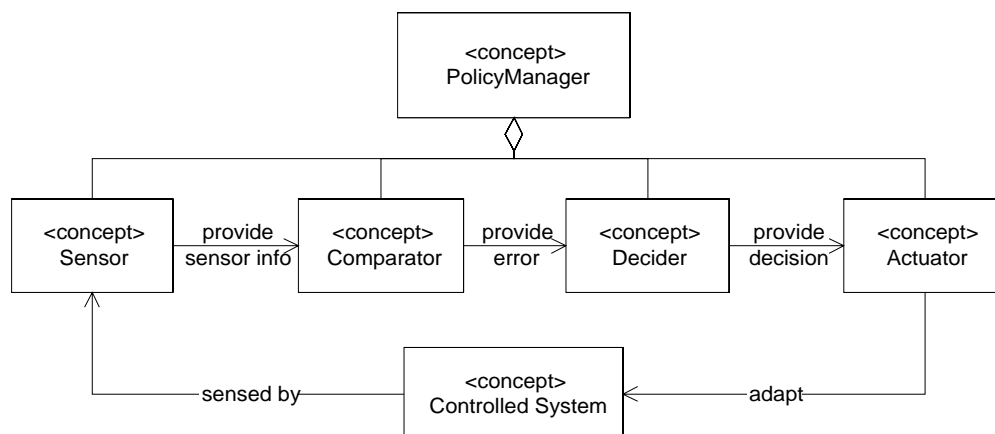 <concept>
PolicyManager
<concept>
Sensor
provide
sensor info
<concept>
Comparator
provide
error
<concept>
Decider
provide
decision
<concept>
Actuator
sensed by
<concept>
Controlled System
adapt